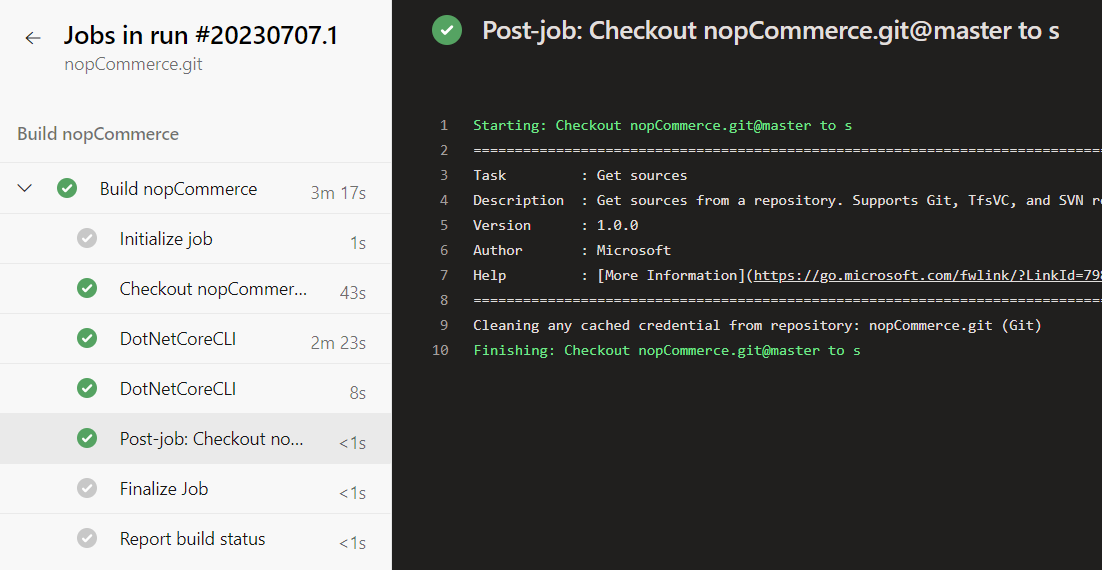 Jobs in run #20230707.1
nopCommerce.git
Build nopCommerce
Build nopCommerce 3m 17s
Initialize job 1s
Checkout nopCommer... 43s
DotNetCoreCLI 2m 23s
DotNetCoreCLI 8s
Post-job: Checkout no... <1s
Finalize Job <1s
Report build status <1s
Post-job: Checkout nopCommerce.git@master to s
1 Starting: Checkout nopCommerce.git@master to s
2 ==============================================================================
3 Task : Get sources
4 Description : Get sources from a repository. Supports Git, TfsVC, and SVN re
5 Version : 1.0.0
6 Author : Microsoft
7 Help : [More Information](https://go.microsoft.com/fwlink/?LinkId=798
8 ==============================================================================
9 Cleaning any cached credential from repository: nopCommerce.git (Git)
10 Finishing: Checkout nopCommerce.git@master to s